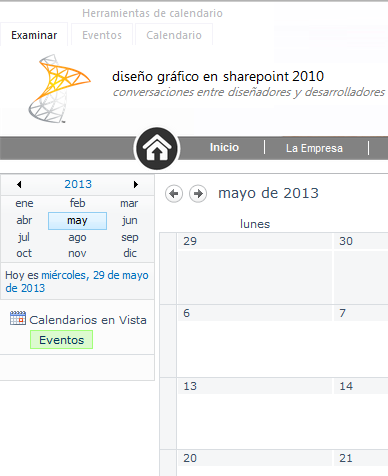 Herramientas de calendario
Examinar Eventos Calendario
diseño gráfico en sharepoint 2010
conversaciones entre diseñadores y desarrolladores
Inicio La Empresa
2013
ene feb mar
abr may jun
jul ago sep
oct nov dic
Hoy es miércoles, 29 de mayo
de 2013
Calendarios en Vista
Eventos
mayo de 2013
lunes
29 30
6 7
13 14
20 21